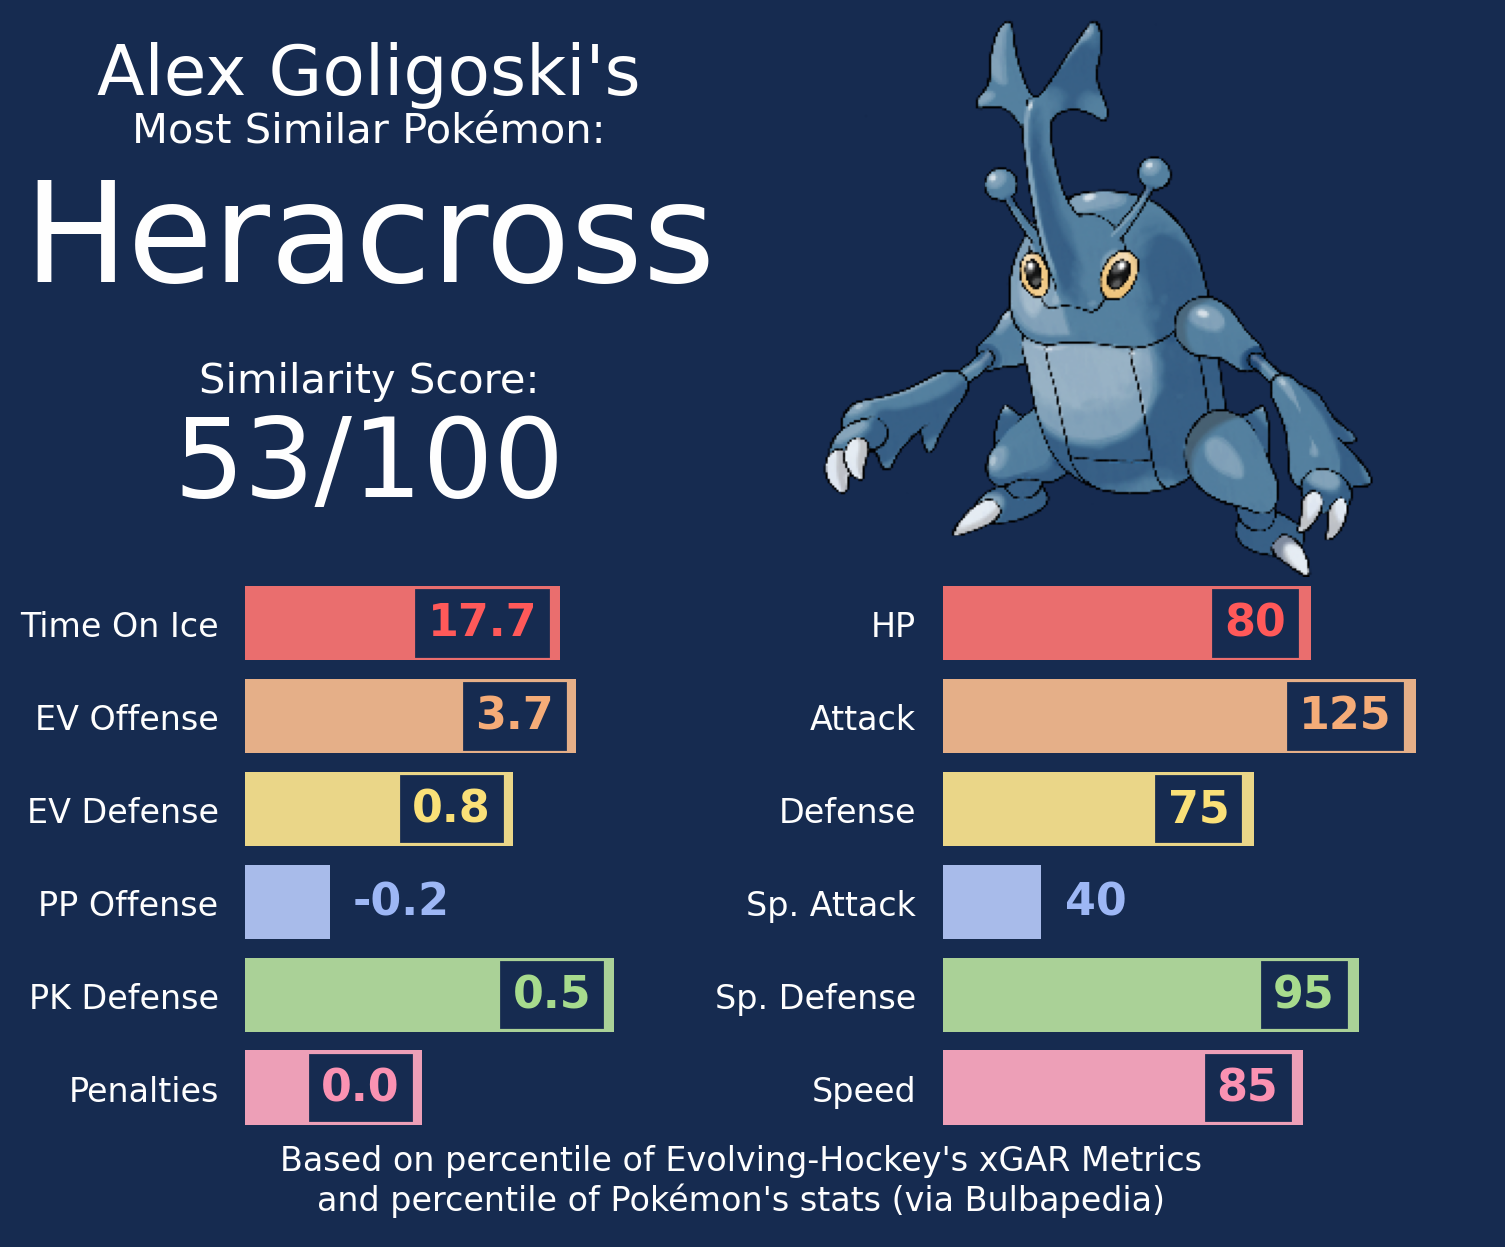 Alex Goligoski's
Most Similar Pokémon:
Heracross
Similarity Score:
53/100
Time On Ice 17.7
EV Offense 3.7
EV Defense 0.8
PP Offense -0.2
PK Defense 0.5
Penalties 0.0
HP 80
Attack 125
Defense 75
Sp. Attack 40
Sp. Defense 95
Speed 85
Based on percentile of Evolving-Hockey's xGAR Metrics
and percentile of Pokémon's stats (via Bulbapedia)